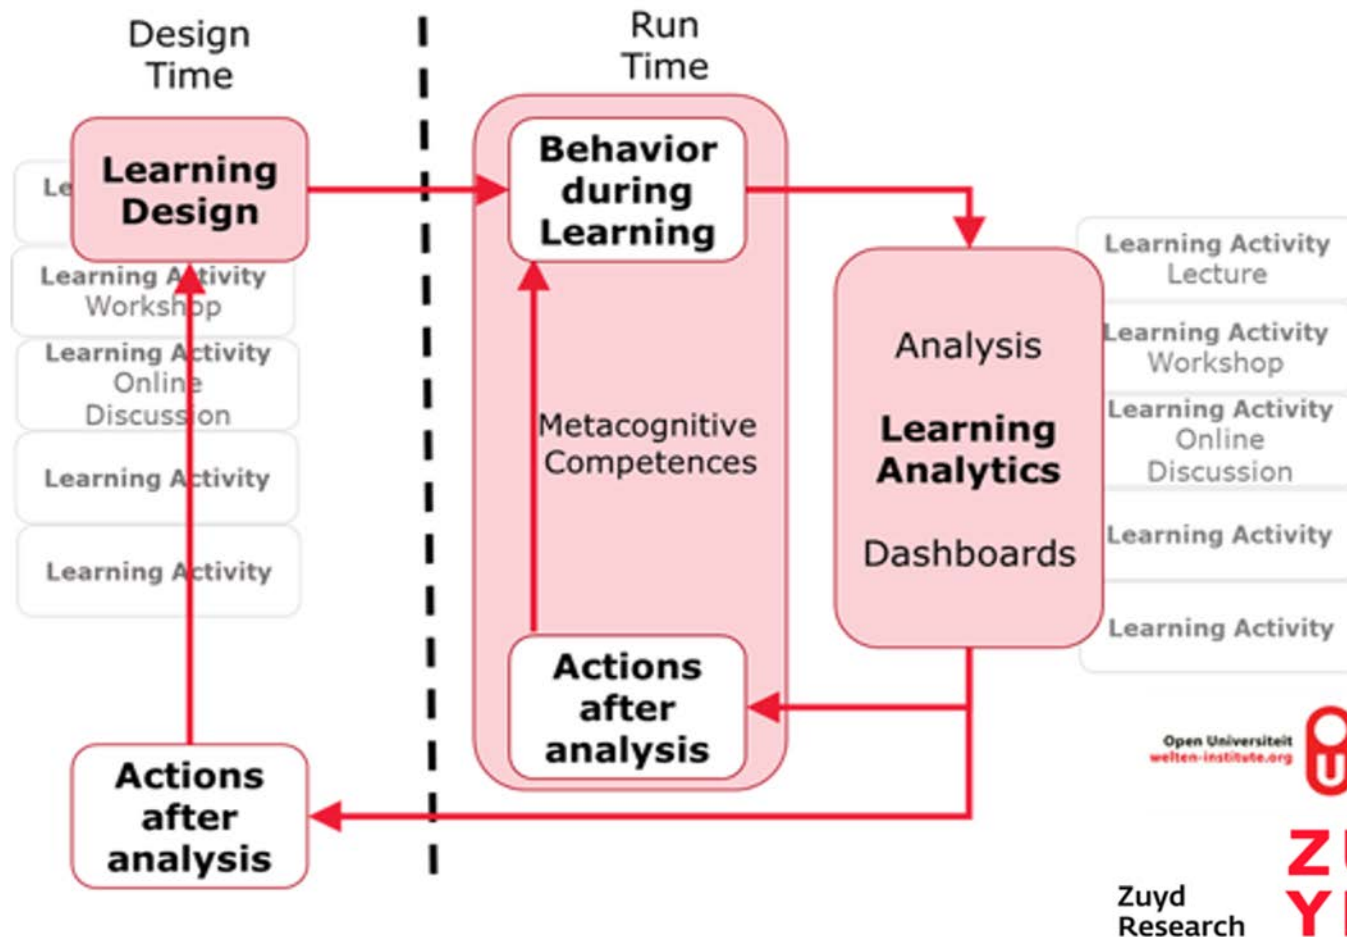 Design
Time
Run
Time
Learning
Design
Le
Learning Activity
Workshop
Learning Activity
Online
Discussion
Learning Activity
Learning Activity
Actions
after
analysis
Behavior
during
Learning
Metacognitive
Competences
Actions
after
analysis
Analysis
Learning
Analytics
Dashboards
Learning Activity
Lecture
Learning Activity
Workshop
Learning Activity
Online
Discussion
Learning Activity
Learning Activity
Open Universiteit
welten-institute.org
Zuyd
Research
ZU
Y